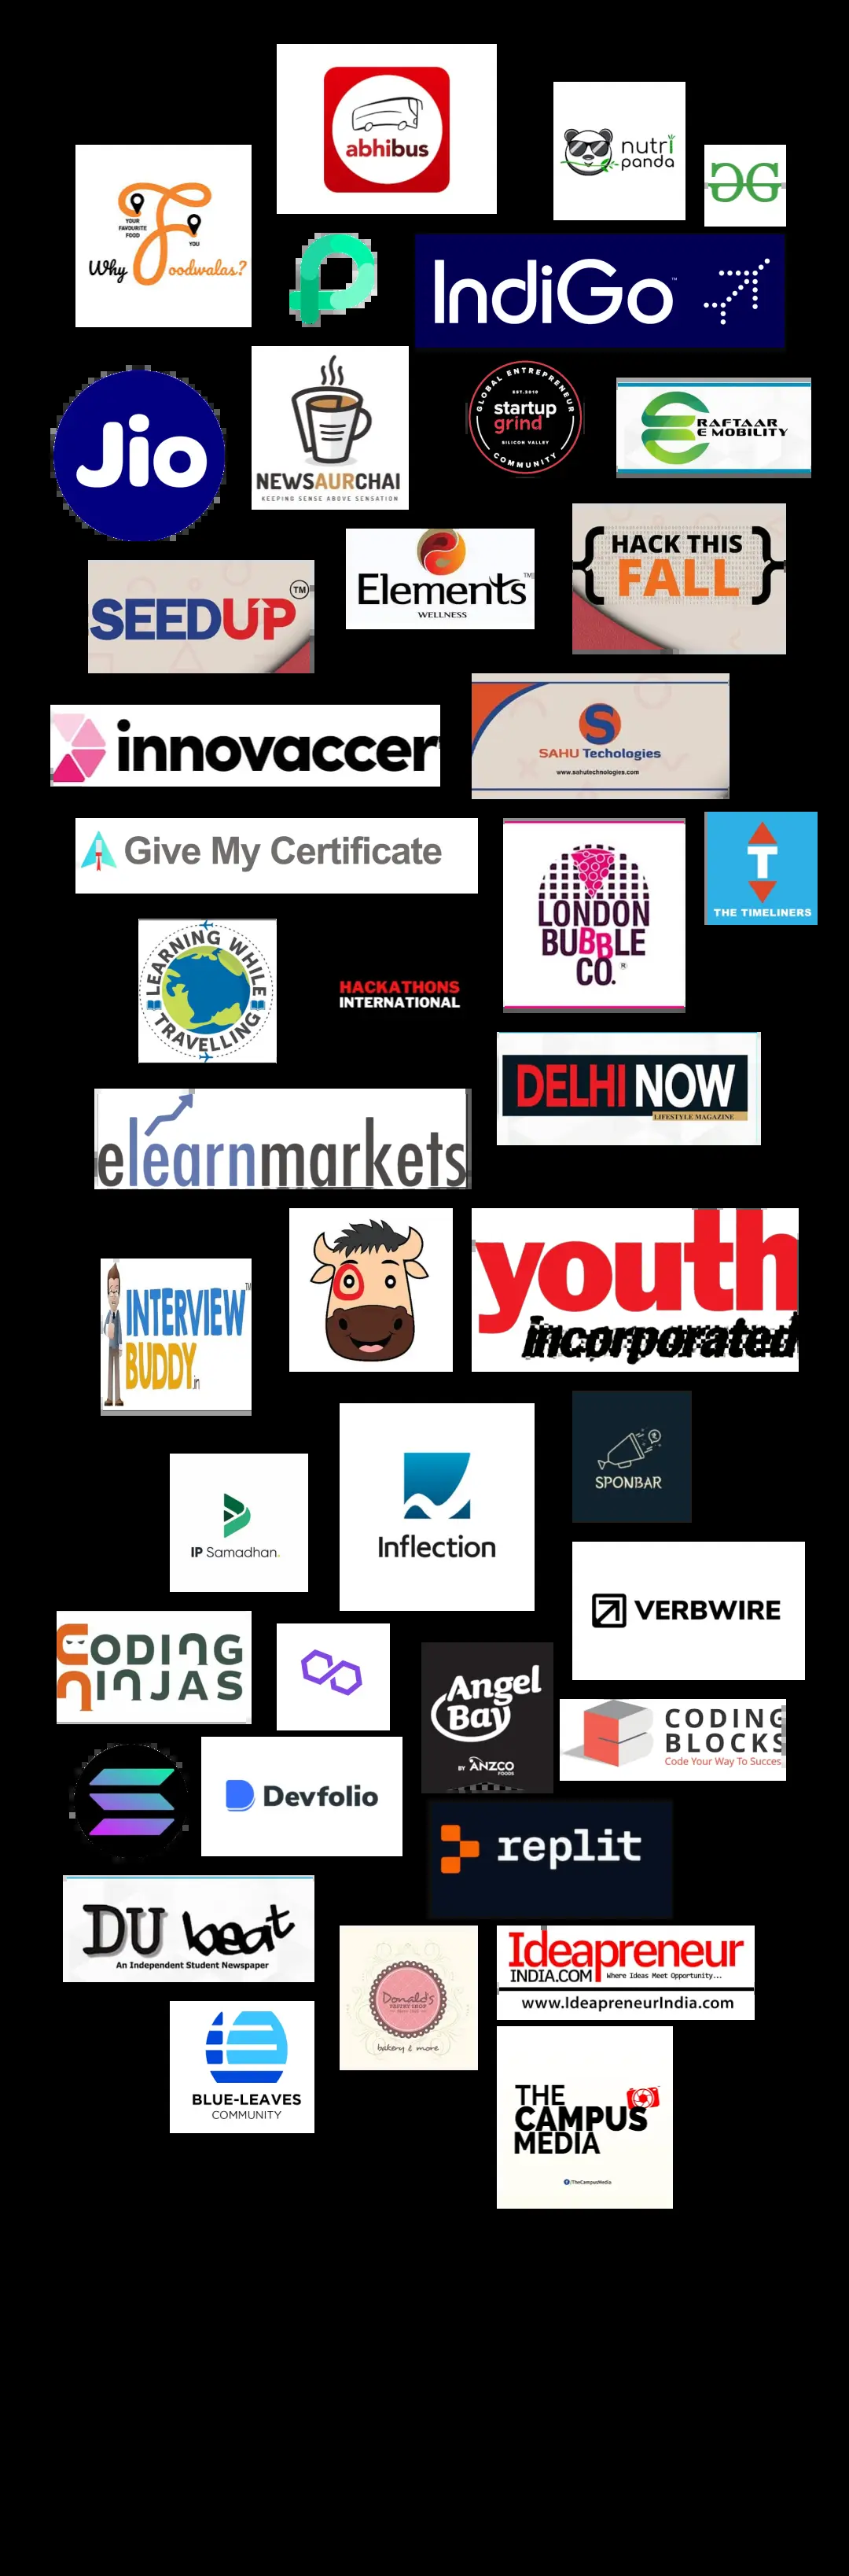 abhibus
nutri
panda
YOUR
FAVOURITE
FOOD
YOU
Why Foodwalas?
IndiGo
™
Jio
NEWSAURCHAI
KEEPING SENSE ABOVE SENSATION
GLOBAL ENTREPRENEUR
EST.2010
startup
grind
SILICON VALLEY
COMMUNITY
RAFTAAR
E MOBILITY
HACK THIS
FALL
Elements
TM
WELLNESS
SEEDUP
TM
innovaccer
S
SAHU Techologies
www.sahutechnologies.com
Give My Certificate
LONDON
BUBBLE
CO.
®
T
THE TIMELINERS
LEARNING WHILE
TRAVELLING
HACKATHONS
INTERNATIONAL
DELHI NOW
LIFESTYLE MAGAZINE
elearnmarkets
youth
incorporated
INTERVIEW
TM
BUDDY.in
SPONBAR
IP Samadhan.
Inflection
VERBWIRE
CODING
NINJAS
Angel
Bay
BY ANZCO
FOODS
CODING
BLOCKS
Code Your Way To Succes
Devfolio
replit
DU beat
An Independent Student Newspaper
Donald's
PASTRY SHOP
bakery & more
Ideapreneur
INDIA.COM
Where Ideas Meet Opportunity...
www.IdeapreneurIndia.com
BLUE-LEAVES
COMMUNITY
THE
CAMPUS
MEDIA
/TheCampusMedia